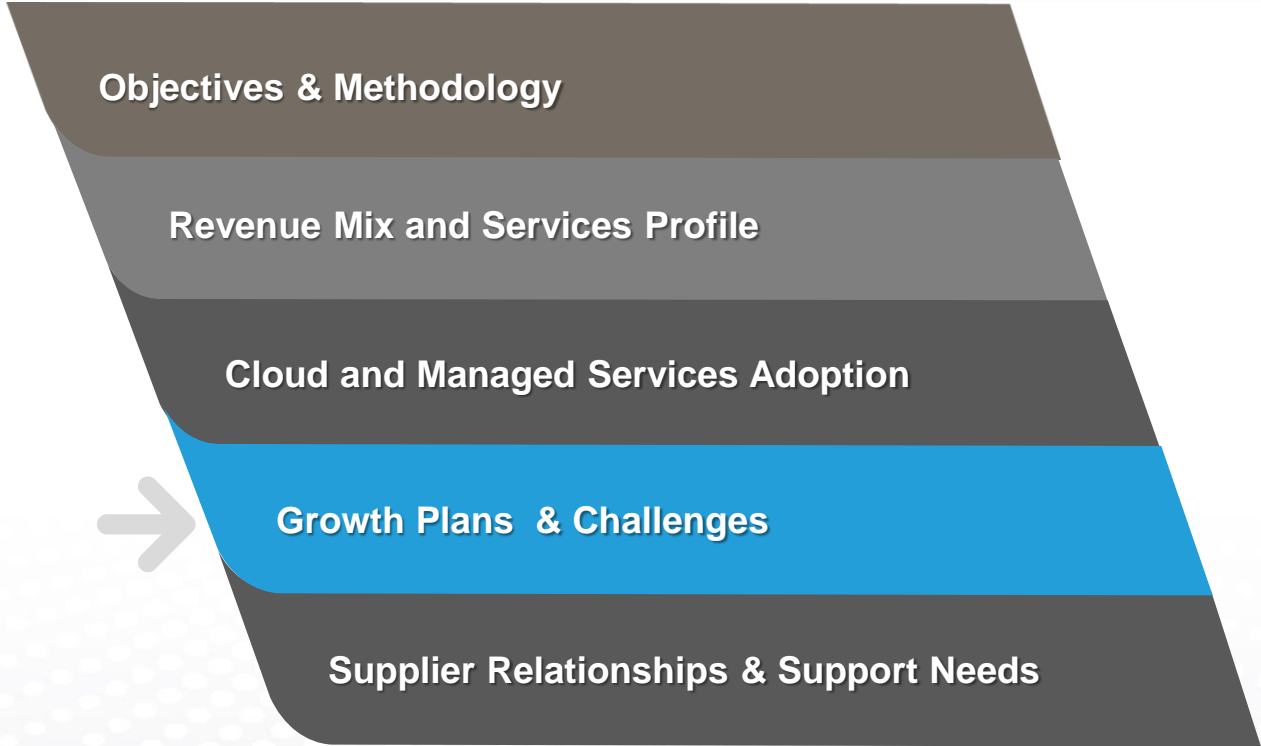 Objectives & Methodology
Revenue Mix and Services Profile
Cloud and Managed Services Adoption
Growth Plans  & Challenges
Supplier Relationships & Support Needs